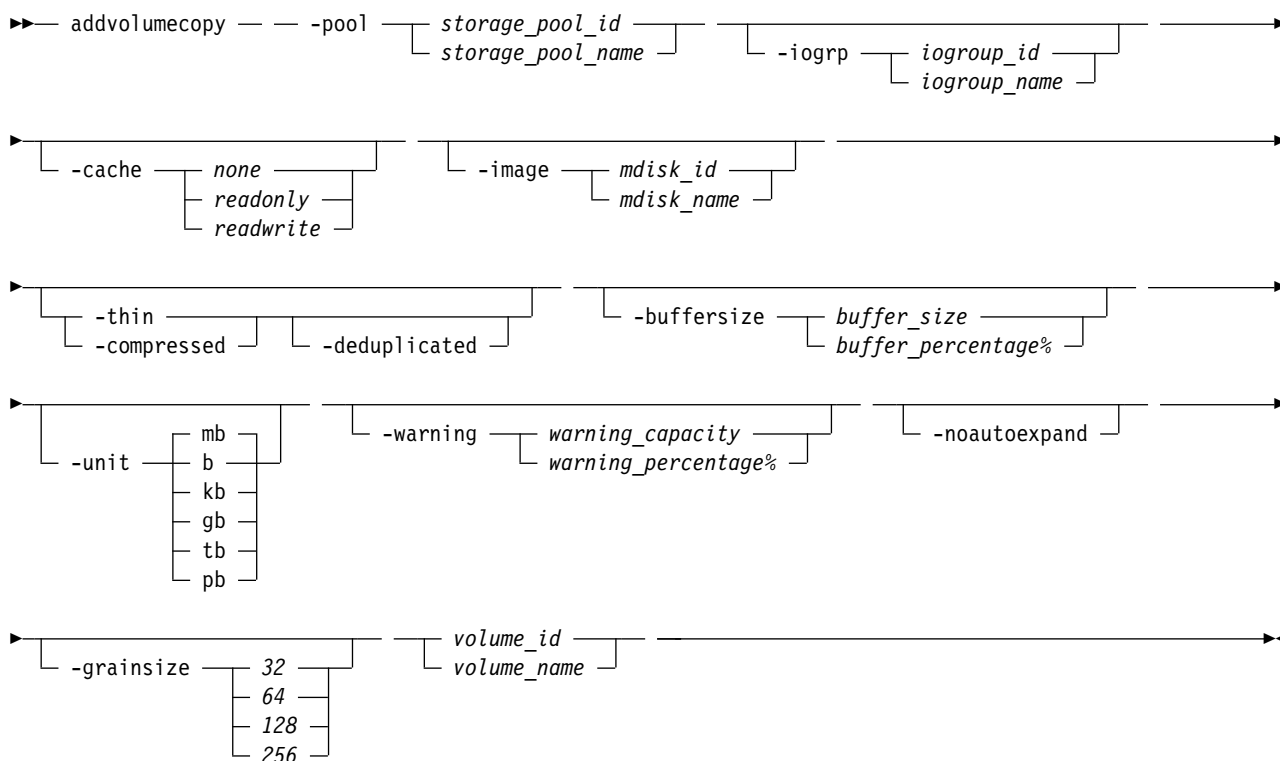 addvolumecopy -pool storage_pool_id
storage_pool_name
-iogrp iogroup_id
iogroup_name
-cache none
readonly
readwrite
-image mdisk_id
mdisk_name
-thin
-compressed -deduplicated
-buffersize buffer_size
buffer_percentage%
-unit mb
b
kb
gb
tb
pb
-warning warning_capacity
warning_percentage%
-noautoexpand
-grainsize 32
64
128
256
volume_id
volume_name